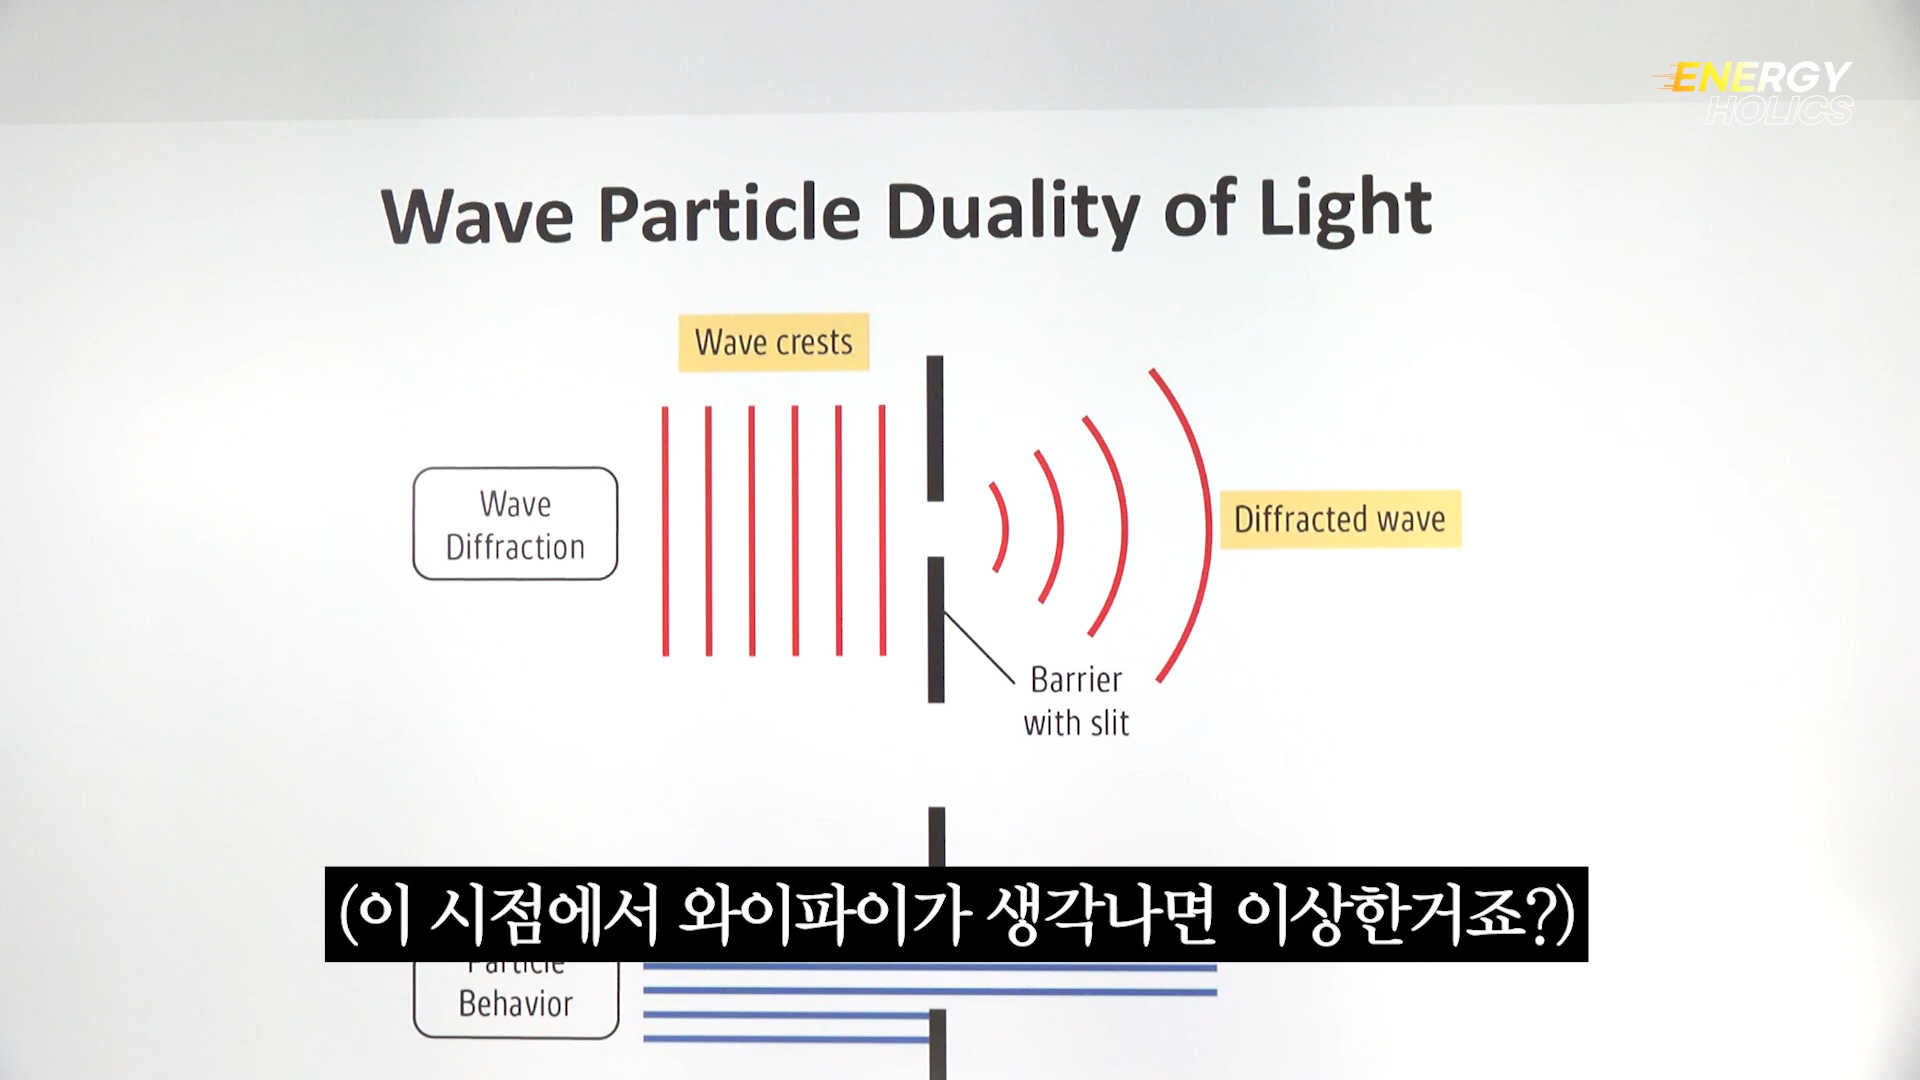 ENERGY
HOLICS
Wave Particle Duality of Light
Wave crests
Wave
Diffraction
Diffracted wave
Barrier
with slit
(이 시점에서 와이파이가 생각나면 이상한거죠?)
Particle
Behavior